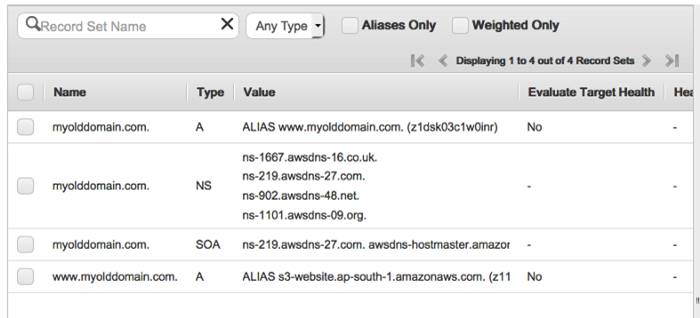 Record Set Name
Any Type
Aliases Only
Weighted Only
Displaying 1 to 4 out of 4 Record Sets
Name Type Value Evaluate Target Health Hea
myolddomain.com. A ALIAS www.myolddomain.com. (z1dsk03c1w0inr) No -
ns-1667.awsdns-16.co.uk.
ns-219.awsdns-27.com.
myolddomain.com. NS - -
ns-902.awsdns-48.net.
ns-1101.awsdns-09.org.
myolddomain.com. SOA ns-219.awsdns-27.com. awsdns-hostmaster.amazor - -
www.myolddomain.com. A ALIAS s3-website.ap-south-1.amazonaws.com. (z11 No -